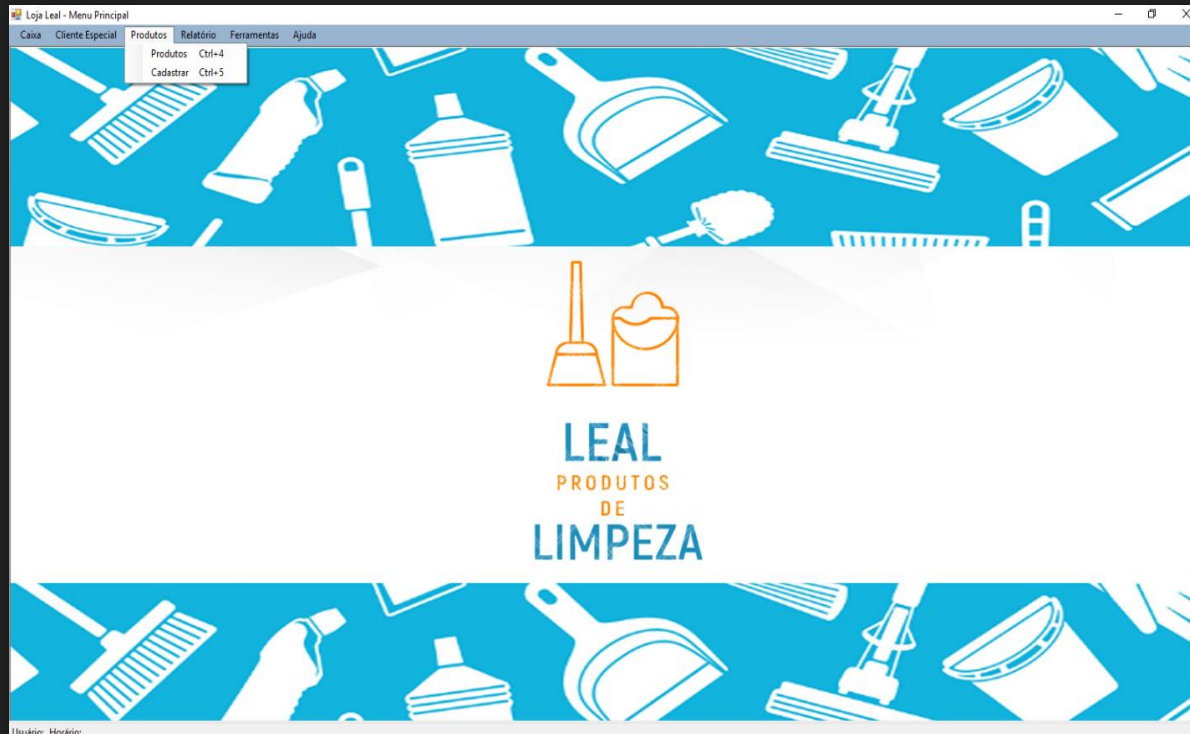 Loja Leal - Menu Principal
Caixa Cliente Especial Produtos Relatório Ferramentas Ajuda
Produtos Ctrl+4
Cadastrar Ctrl+5
LEAL
PRODUTOS
DE
LIMPEZA
Usuário: Horário: